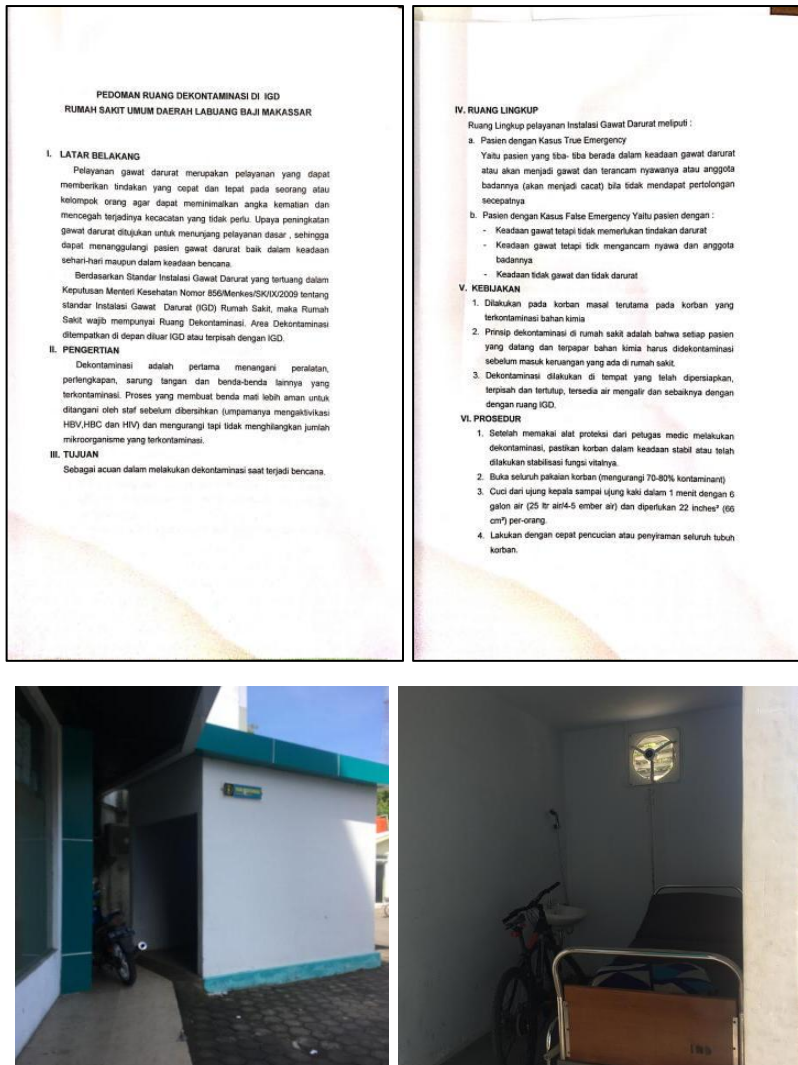 PEDOMAN RUANG DEKONTAMINASI DI IGD
RUMAH SAKIT UMUM DAERAH LABUANG BAJI MAKASSAR
I. LATAR BELAKANG
Pelayanan gawat darurat merupakan pelayanan yang dapat
memberikan tindakan yang cepat dan tepat pada seorang atau
kelompok orang agar dapat meminimalkan angka kematian dan
mencegah terjadinya kecacatan yang tidak perlu. Upaya peningkatan
gawat darurat ditujukan untuk menunjang pelayanan dasar , sehingga
dapat menanggulangi pasien gawat darurat baik dalam keadaan
sehari-hari maupun dalam keadaan bencana.
Berdasarkan Standar Instalasi Gawat Darurat yang tertuang dalam
Keputusan Menteri Kesehatan Nomor 856/Menkes/SK/IX/2009 tentang
standar Instalasi Gawat Darurat (IGD) Rumah Sakit, maka Rumah
Sakit wajib mempunyai Ruang Dekontaminasi. Area Dekontaminasi
ditempatkan di depan diluar IGD atau terpisah dengan IGD.
II. PENGERTIAN
Dekontaminasi adalah pertama menangani peralatan,
perlengkapan, sarung tangan dan benda-benda lainnya yang
terkontaminasi. Proses yang membuat benda mati lebih aman untuk
ditangani oleh staf sebelum dibersihkan (umpamanya mengaktivikasi
HBV,HBC dan HIV) dan mengurangi tapi tidak menghilangkan jumlah
mikroorganisme yang terkontaminasi.
III. TUJUAN
Sebagai acuan dalam melakukan dekontaminasi saat terjadi bencana.
IV. RUANG LINGKUP
Ruang Lingkup pelayanan Instalasi Gawat Darurat meliputi :
a. Pasien dengan Kasus True Emergency
Yaitu pasien yang tiba- tiba berada dalam keadaan gawat darurat
atau akan menjadi gawat dan terancam nyawanya atau anggota
badannya (akan menjadi cacat) bila tidak mendapat pertolongan
secepatnya
b. Pasien dengan Kasus False Emergency Yaitu pasien dengan :
- Keadaan gawat tetapi tidak memerlukan tindakan darurat
- Keadaan gawat tetapi tidk mengancam nyawa dan anggota
badannya
- Keadaan tidak gawat dan tidak darurat
V. KEBIJAKAN
1. Dilakukan pada korban masal terutama pada korban yang
terkontaminasi bahan kimia
2. Prinsip dekontaminasi di rumah sakit adalah bahwa setiap pasien
yang datang dan terpapar bahan kimia harus didekontaminasi
sebelum masuk keruangan yang ada di rumah sakit.
3. Dekontaminasi dilakukan di tempat yang telah dipersiapkan,
terpisah dan tertutup, tersedia air mengalir dan sebaiknya dengan
dengan ruang IGD.
VI. PROSEDUR
1. Setelah memakai alat proteksi dari petugas medic melakukan
dekontaminasi, pastikan korban dalam keadaan stabil atau telah
dilakukan stabilisasi fungsi vitalnya.
2. Buka seluruh pakaian korban (mengurangi 70-80% kontaminant)
3. Cuci dari ujung kepala sampai ujung kaki dalam 1 menit dengan 6
galon air (25 ltr air/4-5 ember air) dan diperlukan 22 inches² (66
cm²) per-orang.
4. Lakukan dengan cepat pencucian atau penyiraman seluruh tubuh
korban.